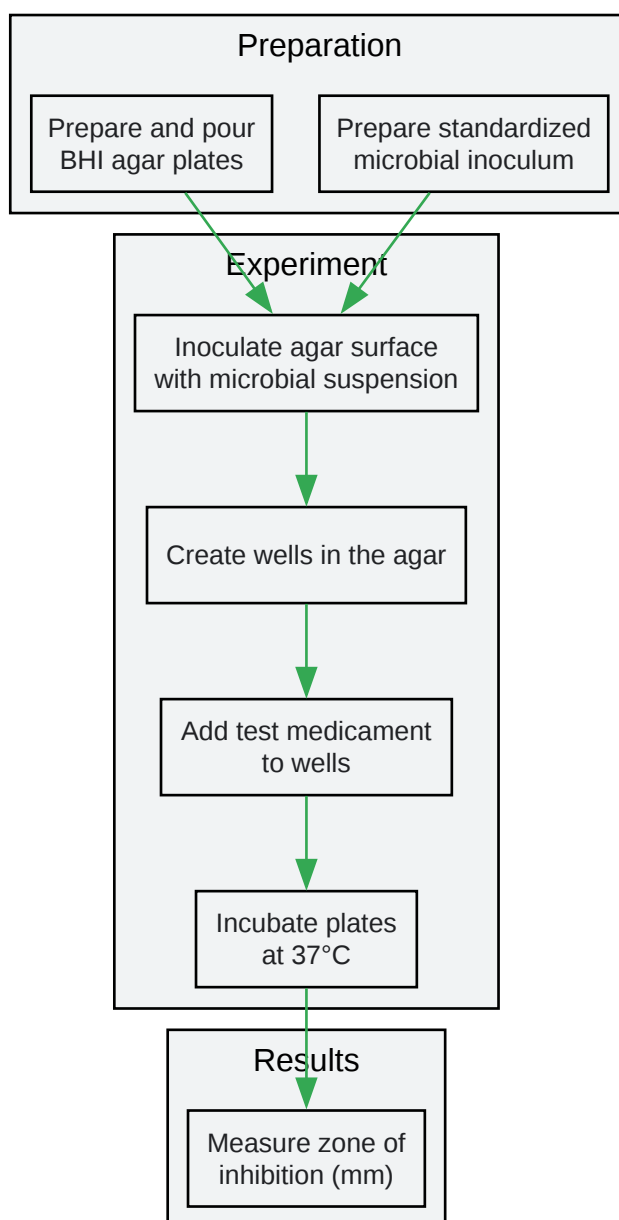 Preparation
Prepare and pour
BHI agar plates
Prepare standardized
microbial inoculum
Experiment
Inoculate agar surface
with microbial suspension
Create wells in the agar
Add test medicament
to wells
Incubate plates
at 37°C
Results
Measure zone of
inhibition (mm)